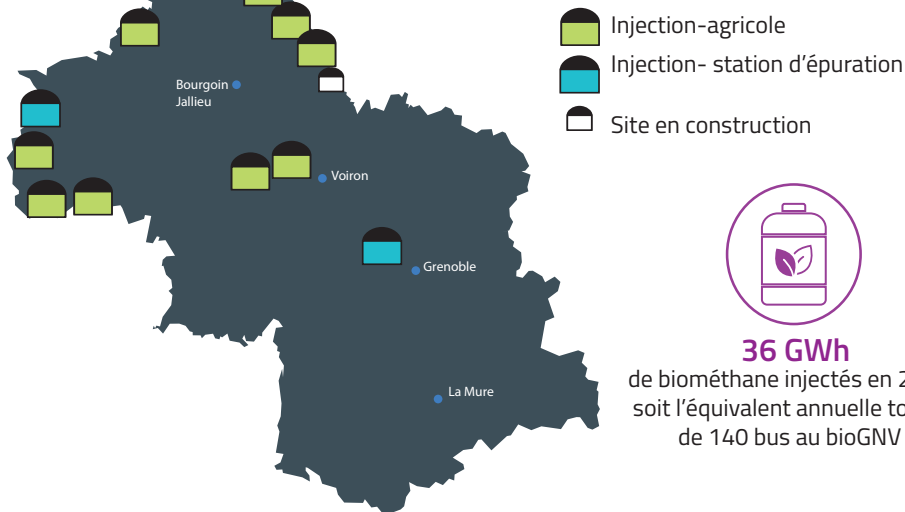 Injection-agricole
Injection- station d'épuration
Site en construction
Bourgoin
Jallieu
Voiron
Grenoble
La Mure
36 GWh
de biométhane injectés en
soit l'équivalent annuelle
de 140 bus au bioGNV